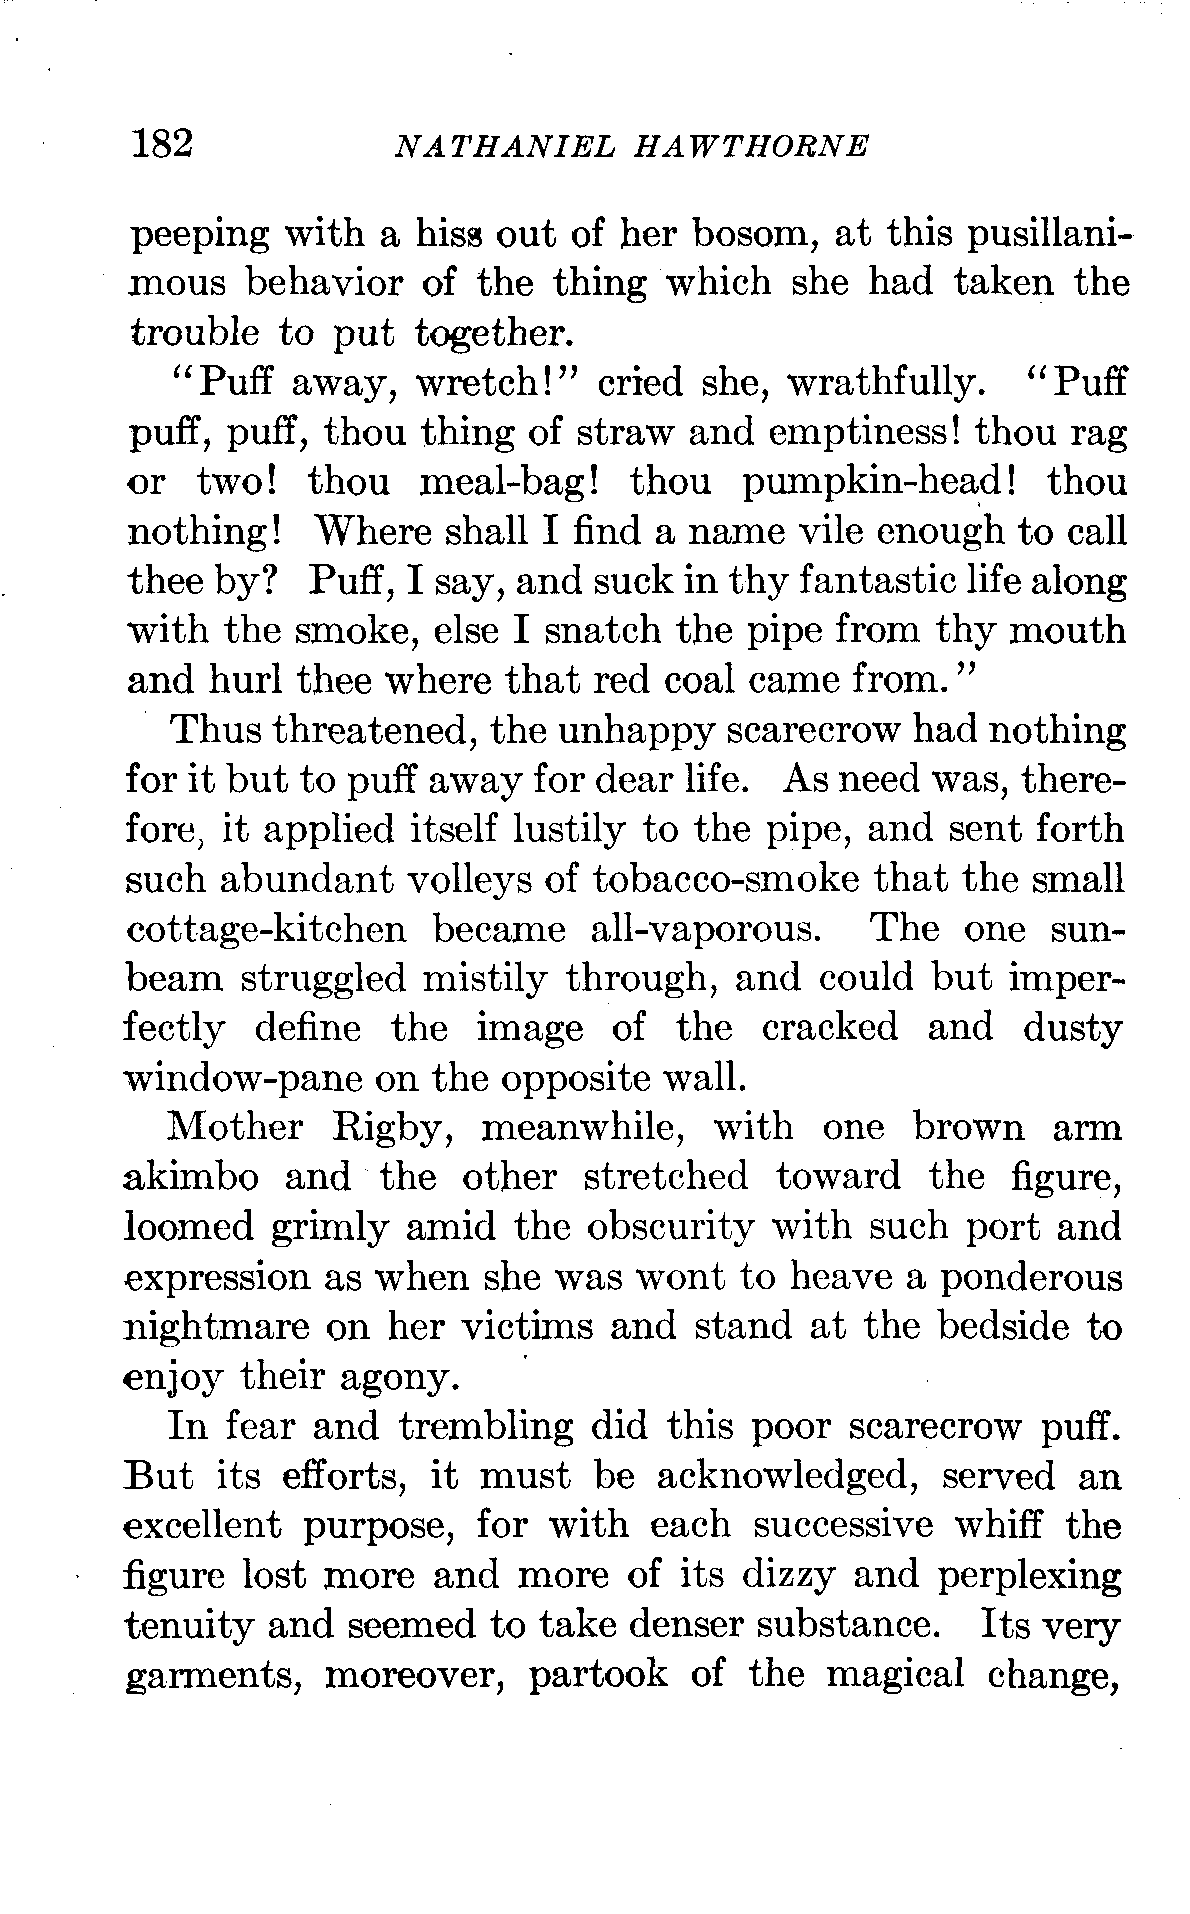 182 NATHANIEL HAWTHORNE
peeping with a hiss out of her bosom, at this pusillani-
mous behavior of the thing which she had taken the
trouble to put together.
"Puff away, wretch!" cried she, wrathfully. "Puff
puff, puff, thou thing of straw and emptiness! thou rag
or two! thou meal-bag! thou pumpkin-head! thou
nothing! Where shall I find a name vile enough to call
thee by? Puff, I say, and suck in thy fantastic life along
with the smoke, else I snatch the pipe from thy mouth
and hurl thee where that red coal came from."
Thus threatened, the unhappy scarecrow had nothing
for it but to puff away for dear life. As need was, there-
fore, it applied itself lustily to the pipe, and sent forth
such abundant volleys of tobacco-smoke that the small
cottage-kitchen became all-vaporous. The one sun-
beam struggled mistily through, and could but imper-
fectly define the image of the cracked and dusty
window-pane on the opposite wall.
Mother Rigby, meanwhile, with one brown arm
akimbo and the other stretched toward the figure,
loomed grimly amid the obscurity with such port and
expression as when she was wont to heave a ponderous
nightmare on her victims and stand at the bedside to
enjoy their agony.
In fear and trembling did this poor scarecrow puff.
But its efforts, it must be acknowledged, served an
excellent purpose, for with each successive whiff the
figure lost more and more of its dizzy and perplexing
tenuity and seemed to take denser substance. Its very
garments, moreover, partook of the magical change,